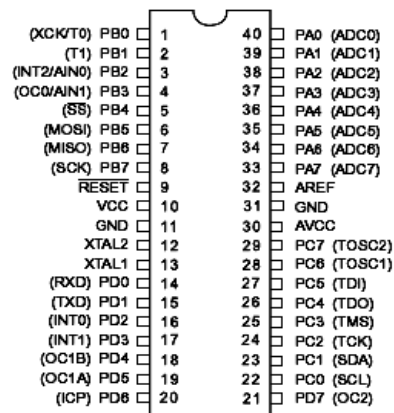 (XCK/T0) PB0 1 40 PA0 (ADC0)
(T1) PB1 2 39 PA1 (ADC1)
(INT2/AIN0) PB2 3 38 PA2 (ADC2)
(OC0/AIN1) PB3 4 37 PA3 (ADC3)
(SS) PB4 5 36 PA4 (ADC4)
(MOSI) PB5 6 35 PA5 (ADC5)
(MISO) PB6 7 34 PA6 (ADC6)
(SCK) PB7 8 33 PA7 (ADC7)
RESET 9 32 AREF
VCC 10 31 GND
GND 11 30 AVCC
XTAL2 12 29 PC7 (TOSC2)
XTAL1 13 28 PC6 (TOSC1)
(RXD) PD0 14 27 PC5 (TDI)
(TXD) PD1 15 26 PC4 (TDO)
(INT0) PD2 16 25 PC3 (TMS)
(INT1) PD3 17 24 PC2 (TCK)
(OC1B) PD4 18 23 PC1 (SDA)
(OC1A) PD5 19 22 PC0 (SCL)
(ICP) PD6 20 21 PD7 (OC2)